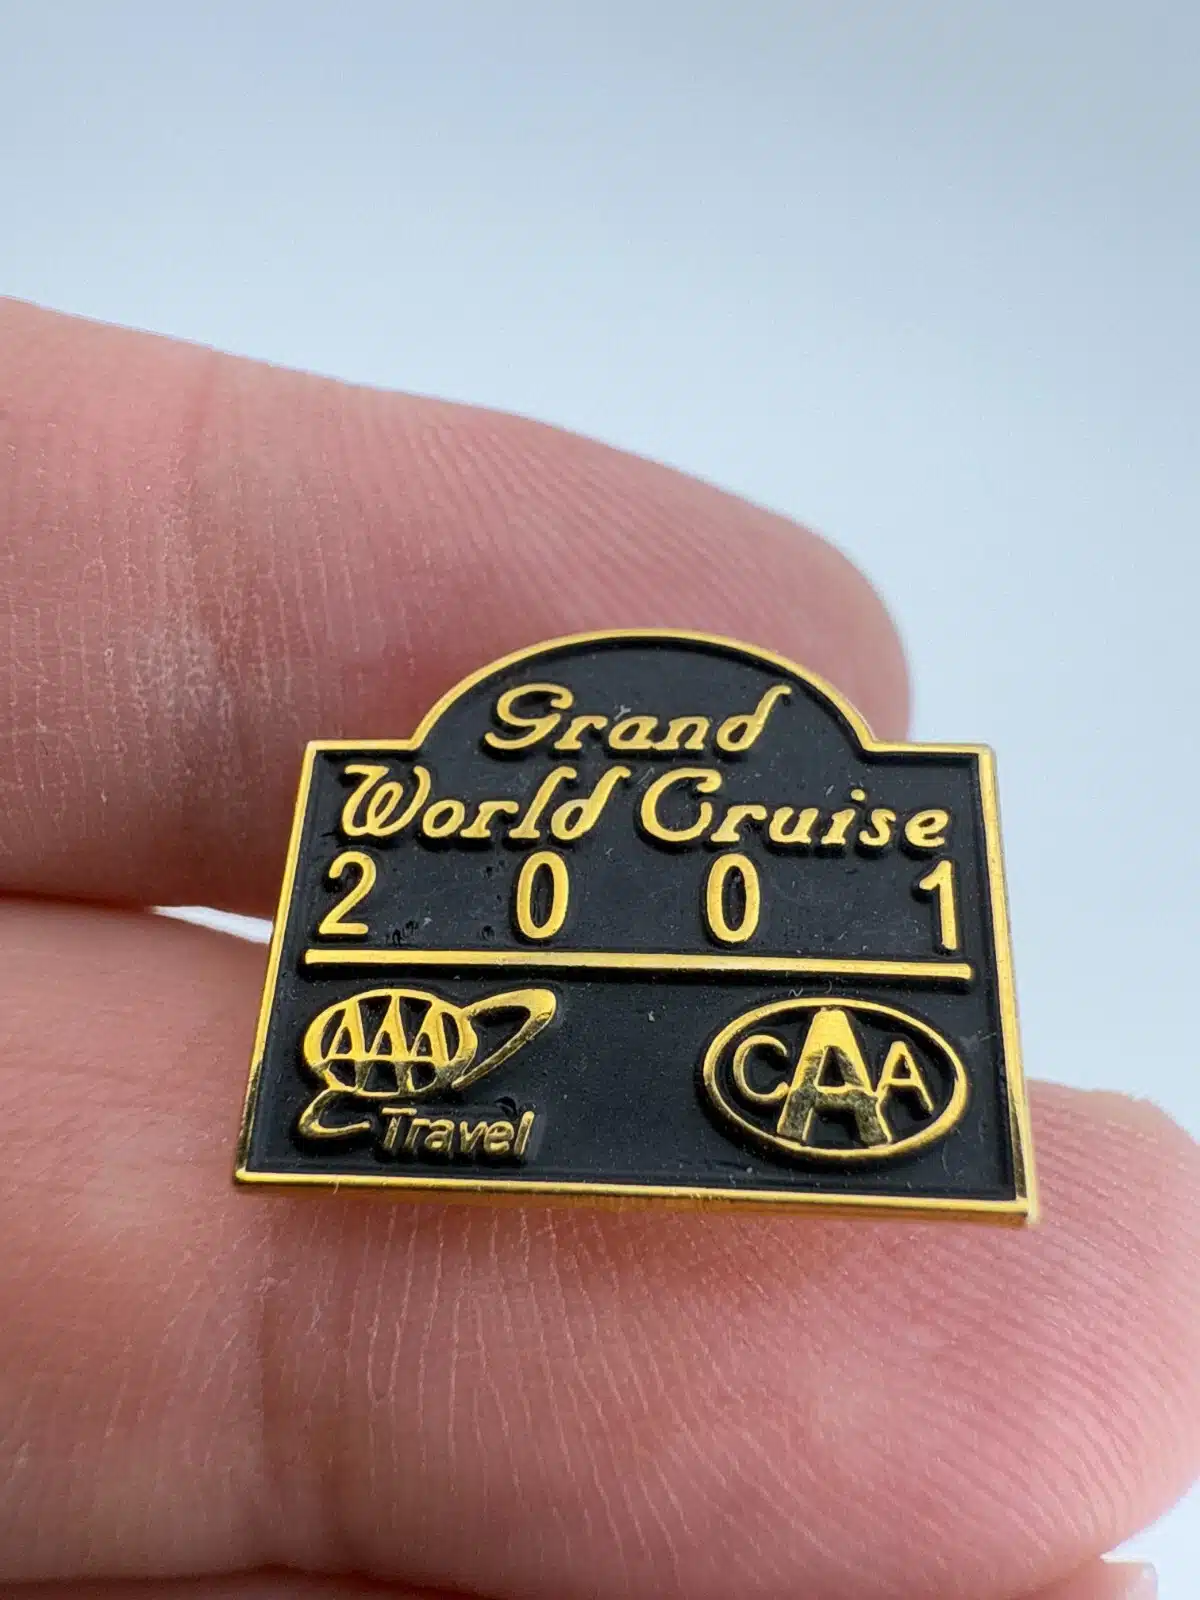 Grand
World Cruise
2 0 0 1
AAA
Travel
CAA